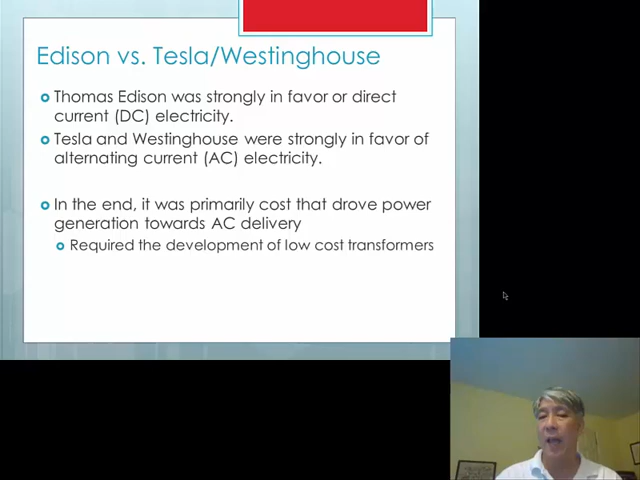 Edison vs. Tesla/Westinghouse
Thomas Edison was strongly in favor or direct
current (DC) electricity.
Tesla and Westinghouse were strongly in favor of
alternating current (AC) electricity.
In the end, it was primarily cost that drove power
generation towards AC delivery
Required the development of low cost transformers